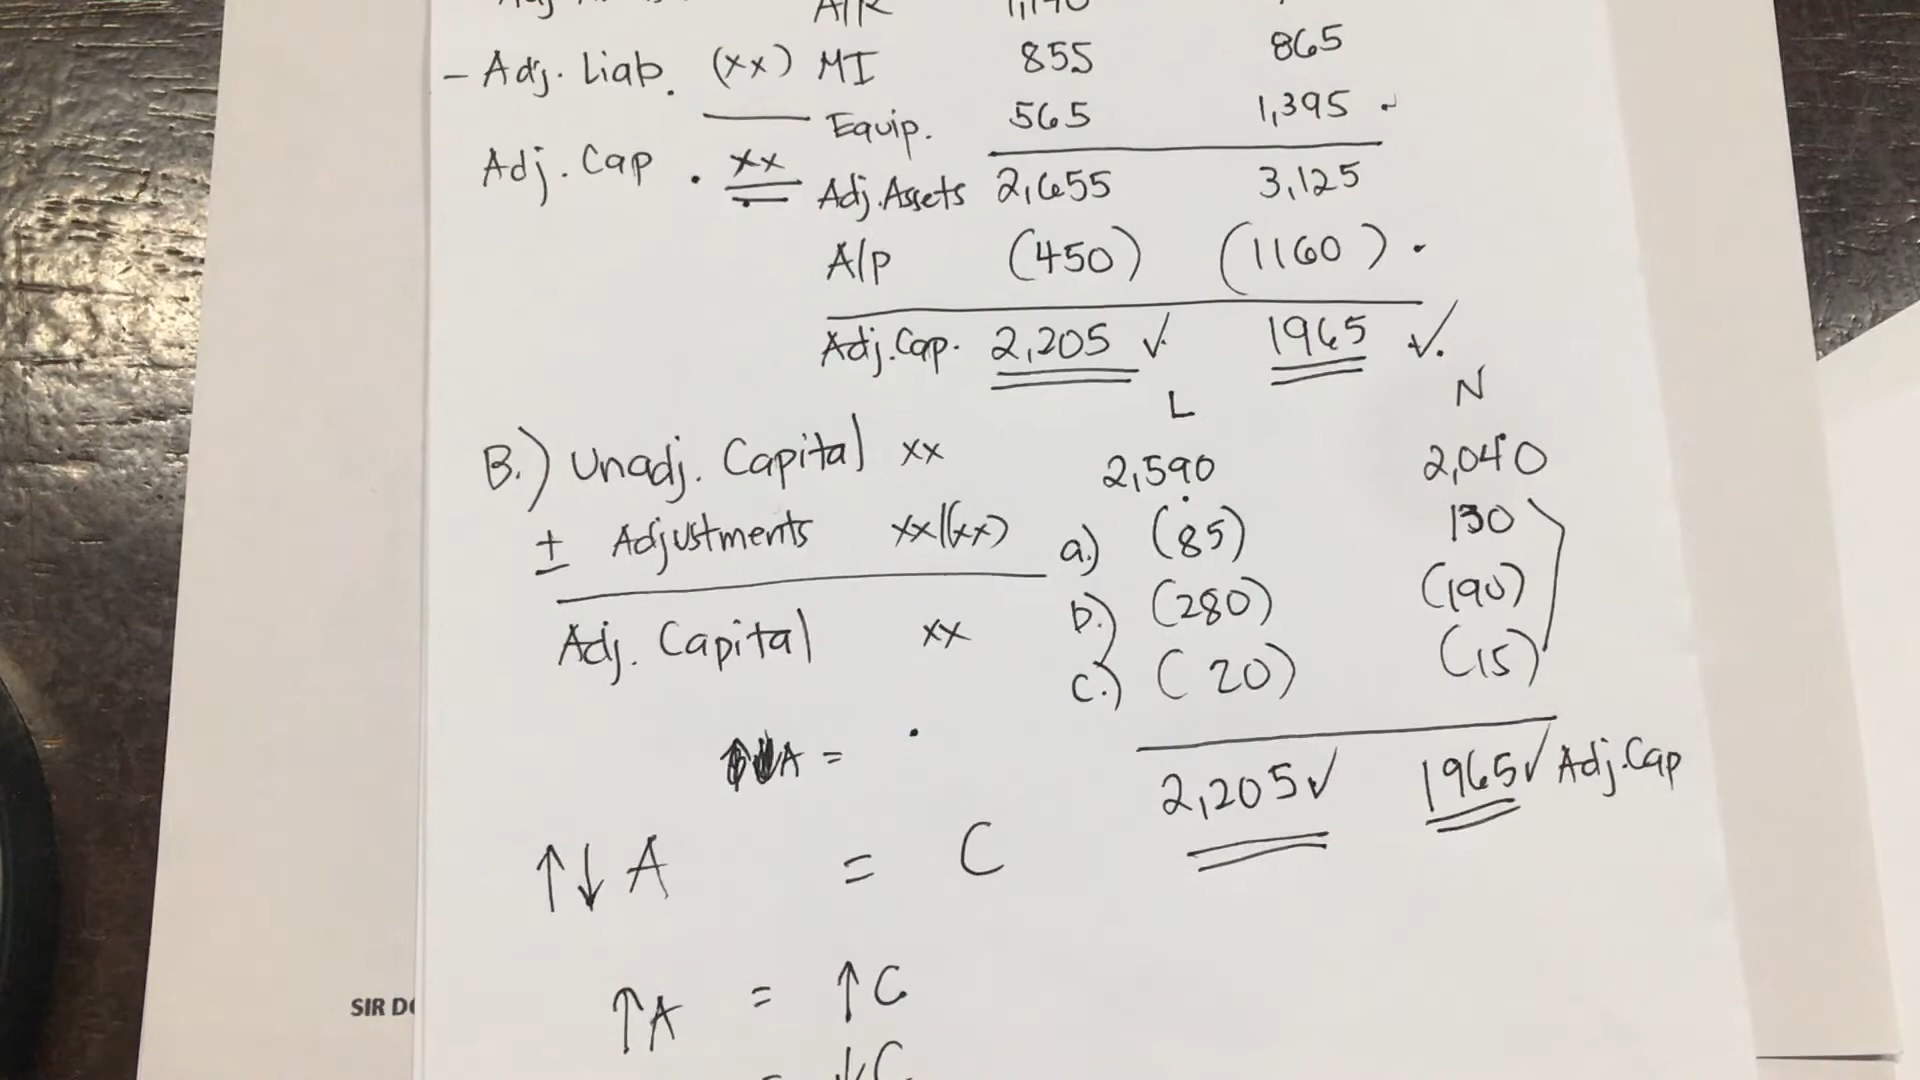 A/R 1,140
- Adj. Liab. (xx) MI 855 865
Equip. 565 1,395
Adj. Cap. xx Adj. Assets 2,655 3,125
A/P (450) (1160)
Adj. Cap. 2,205 ✓ 1965 ✓
L N
B.) Unadj. Capital xx 2,590 2,040
± Adjustments xx/(xx) a.) (85) 130
b.) (280) (190)
Adj. Capital xx c.) (20) (15)
A =
2,205 ✓ 1965 ✓ Adj. Cap
↑↓ A = C
↑A = ↑C
SIR
= ↓C